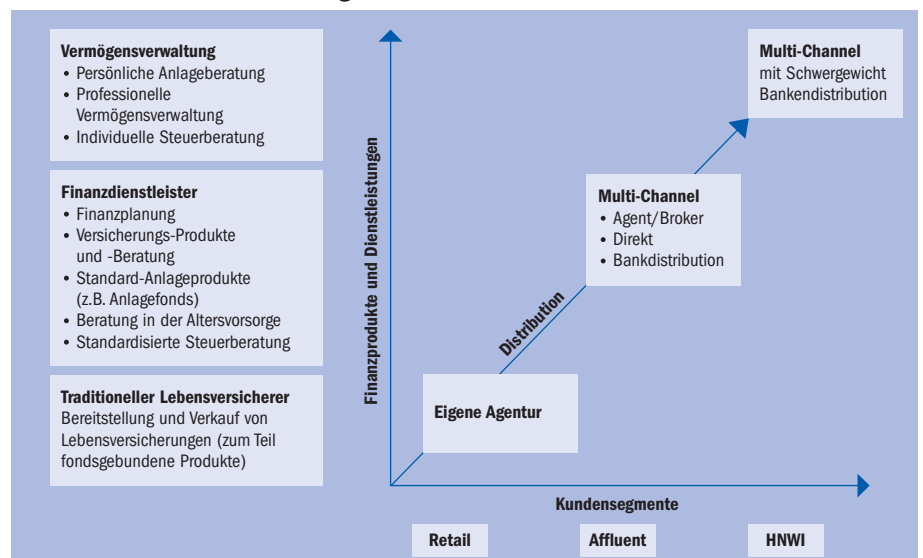 Vermögensverwaltung
• Persönliche Anlageberatung
• Professionelle
Vermögensverwaltung
• Individuelle Steuerberatung
Finanzdienstleister
• Finanzplanung
• Versicherungs-Produkte
und -Beratung
• Standard-Anlageprodukte
(z.B. Anlagefonds)
• Beratung in der Altersvorsorge
• Standardisierte Steuerberatung
Traditioneller Lebensversicherer
Bereitstellung und Verkauf von
Lebensversicherungen (zum Teil
fondsgebundene Produkte)
Finanzprodukte und Dienstleistungen
Multi-Channel
mit Schwergewicht
Bankendistribution
Multi-Channel
• Agent/Broker
• Direkt
• Bankdistribution
Distribution
Eigene Agentur
Kundensegmente
Retail
Affluent
HNWI